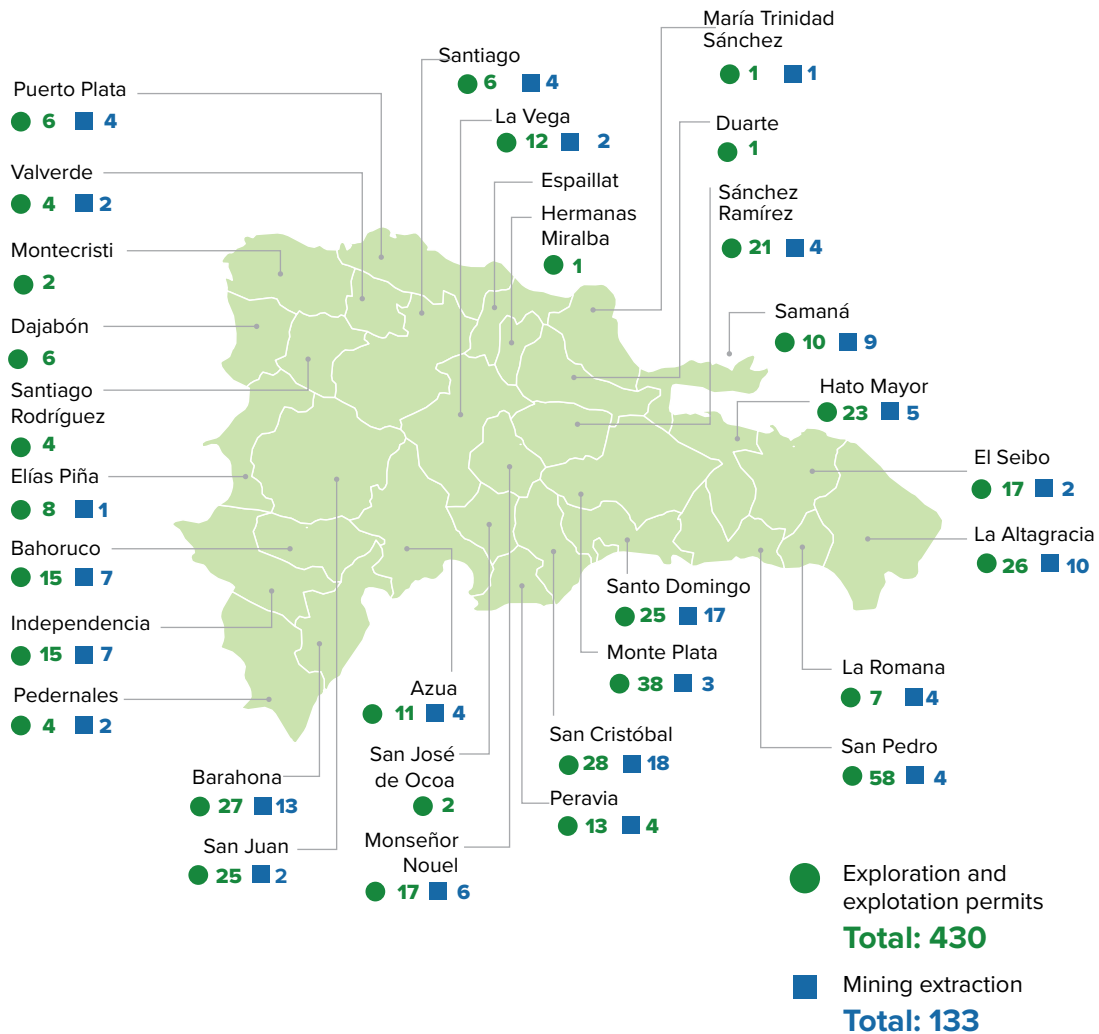 María Trinidad
Sánchez
1 1
Santiago
6 4
Puerto Plata
6 4
La Vega
12 2
Duarte
1
Valverde
4 2
Espaillat
Sánchez
Ramírez
21 4
Hermanas
Miralba
1
Montecristi
2
Samaná
10 9
Dajabón
6
Hato Mayor
23 5
Santiago
Rodríguez
4
El Seibo
17 2
Elías Piña
8 1
La Altagracia
26 10
Bahoruco
15 7
Santo Domingo
25 17
Independencia
15 7
Monte Plata
38 3
La Romana
7 4
Pedernales
4 2
Azua
11 4
San Cristóbal
28 18
San Pedro
58 4
San José
de Ocoa
2
Barahona
27 13
Peravia
13 4
San Juan
25 2
Monseñor
Nouel
17 6
Exploration and
explotation permits
Total: 430
Mining extraction
Total: 133